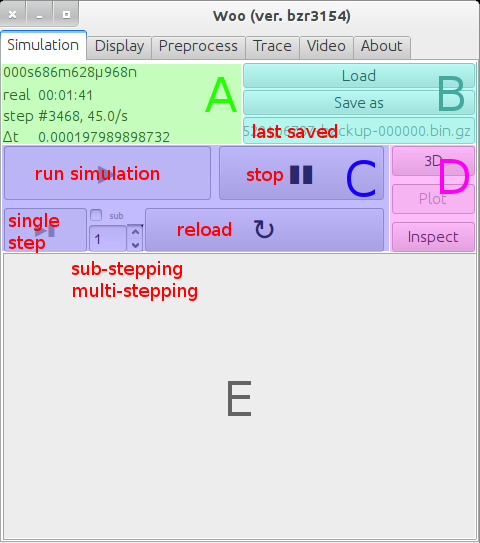 Woo (ver. bzr3154)
Simulation Display Preprocess Trace Video About
000s686m628µ968n
real 00:01:41
step #3468, 45.0/s
Δt 0.000197989898732
A
Load
Save as
last saved
-000000.bin.gz
B
run simulation
stop
C
3D
D
Plot
single
step
sub
1
reload
Inspect
sub-stepping
multi-stepping
E